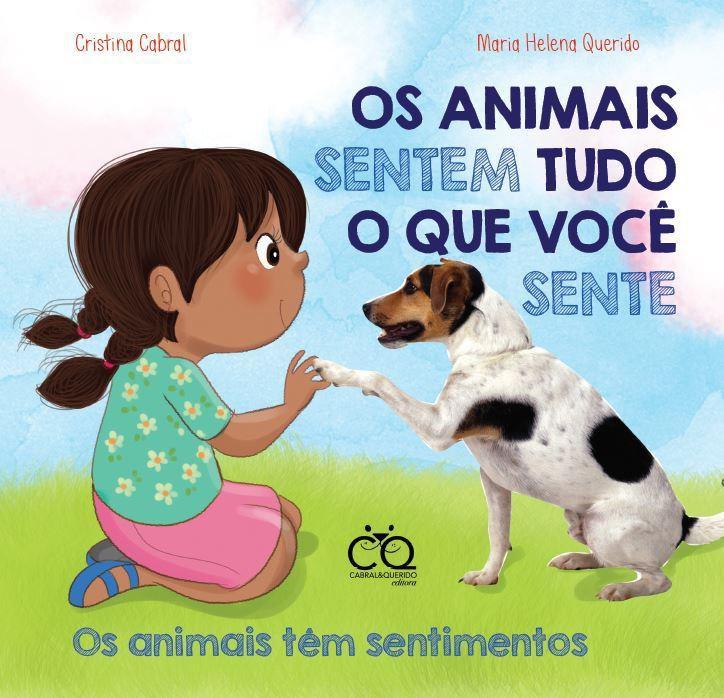 Cristina Cabral
Maria Helena Querido
OS ANIMAIS
SENTEM TUDO
O QUE VOCÊ
SENTE
CQ
CABRAL&QUERIDO
editora
Os animais têm sentimentos